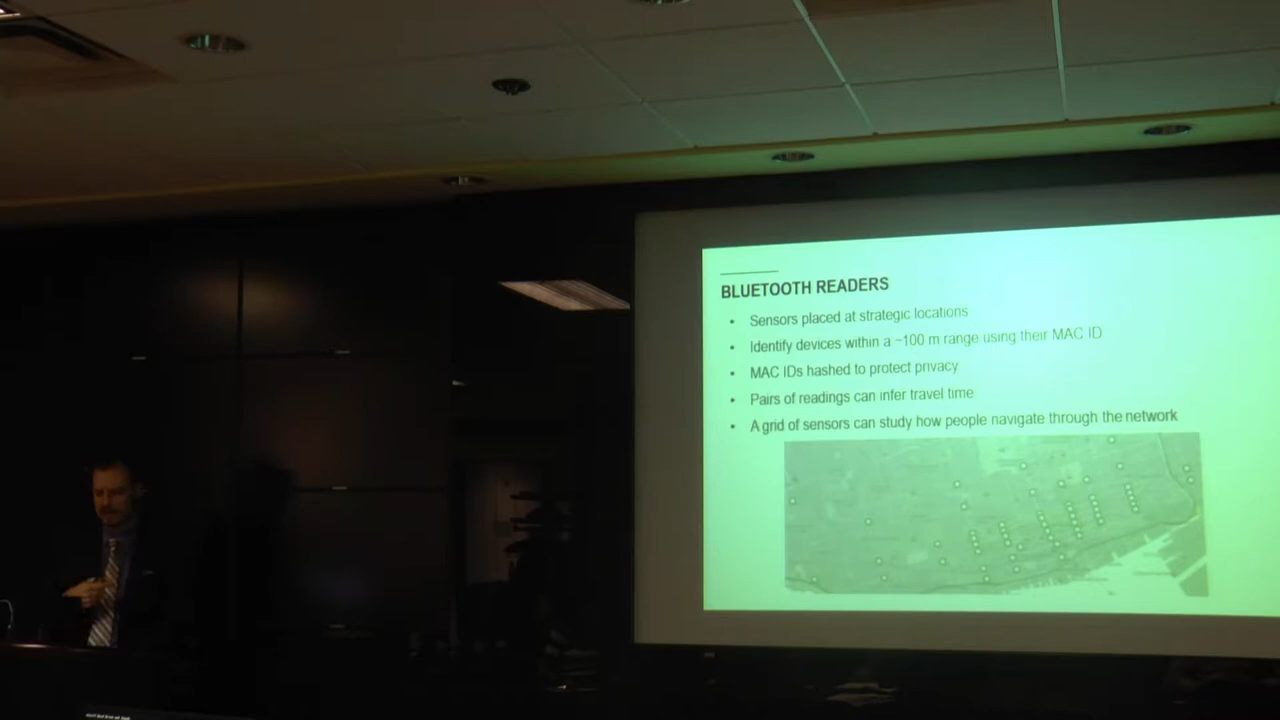 BLUETOOTH READERS
• Sensors placed at strategic locations
• Identify devices within a ~100 m range using their MAC ID
• MAC IDs hashed to protect privacy
• Pairs of readings can infer travel time
• A grid of sensors can study how people navigate through the network